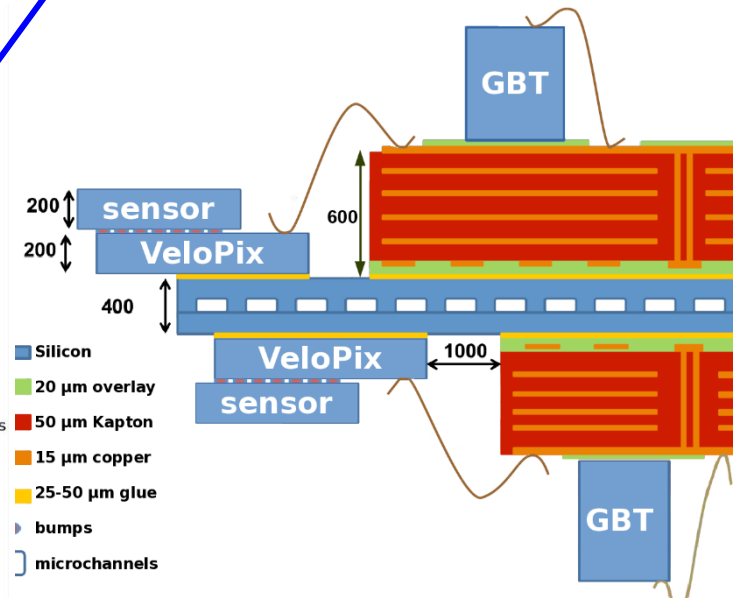 GBT
200
sensor
600
200
VeloPix
400
VeloPix
1000
Silicon
sensor
20 μm overlay
50 μm Kapton
s
15 μm copper
25-50 μm glue
GBT
bumps
microchannels